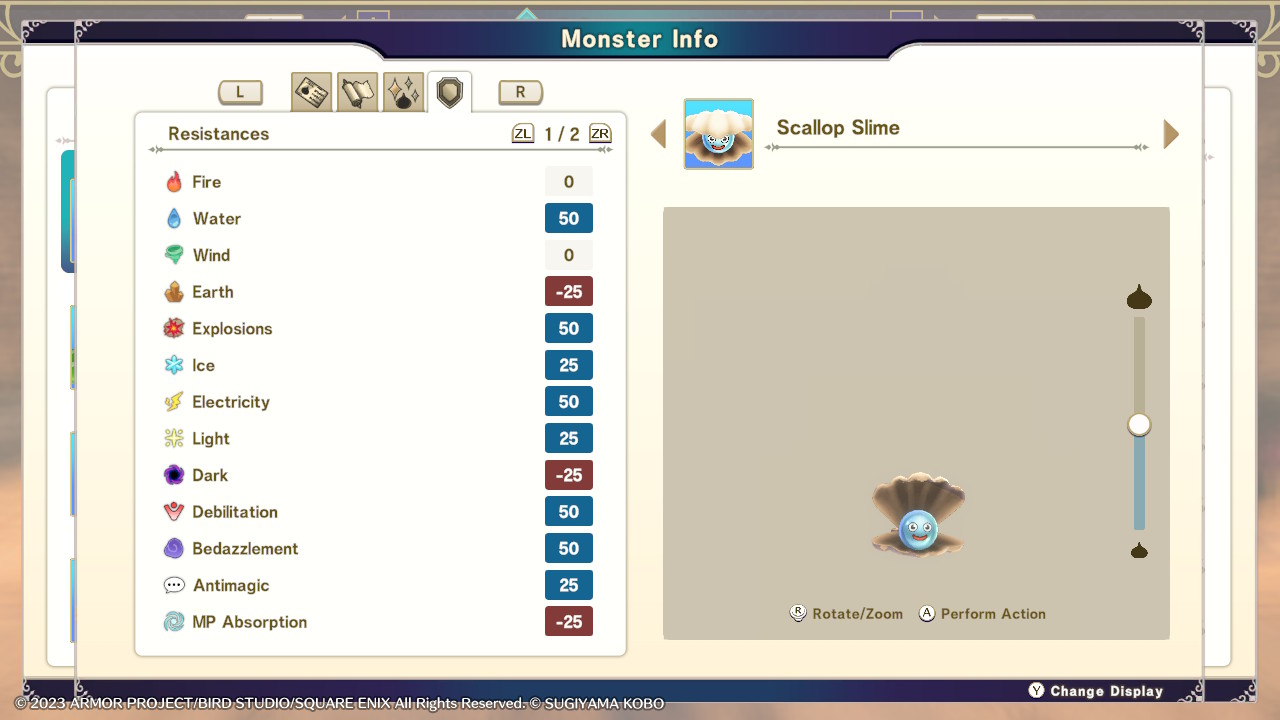 Monster Info
L
R
Resistances
ZL 1 / 2 ZR
Fire 0
Water 50
Wind 0
Earth -25
Explosions 50
Ice 25
Electricity 50
Light 25
Dark -25
Debilitation 50
Bedazzlement 50
Antimagic 25
MP Absorption -25
Scallop Slime
R Rotate/Zoom A Perform Action
Y Change Display
© 2023 ARMOR PROJECT/BIRD STUDIO/SQUARE ENIX All Rights Reserved. © SUGIYAMA KOBO